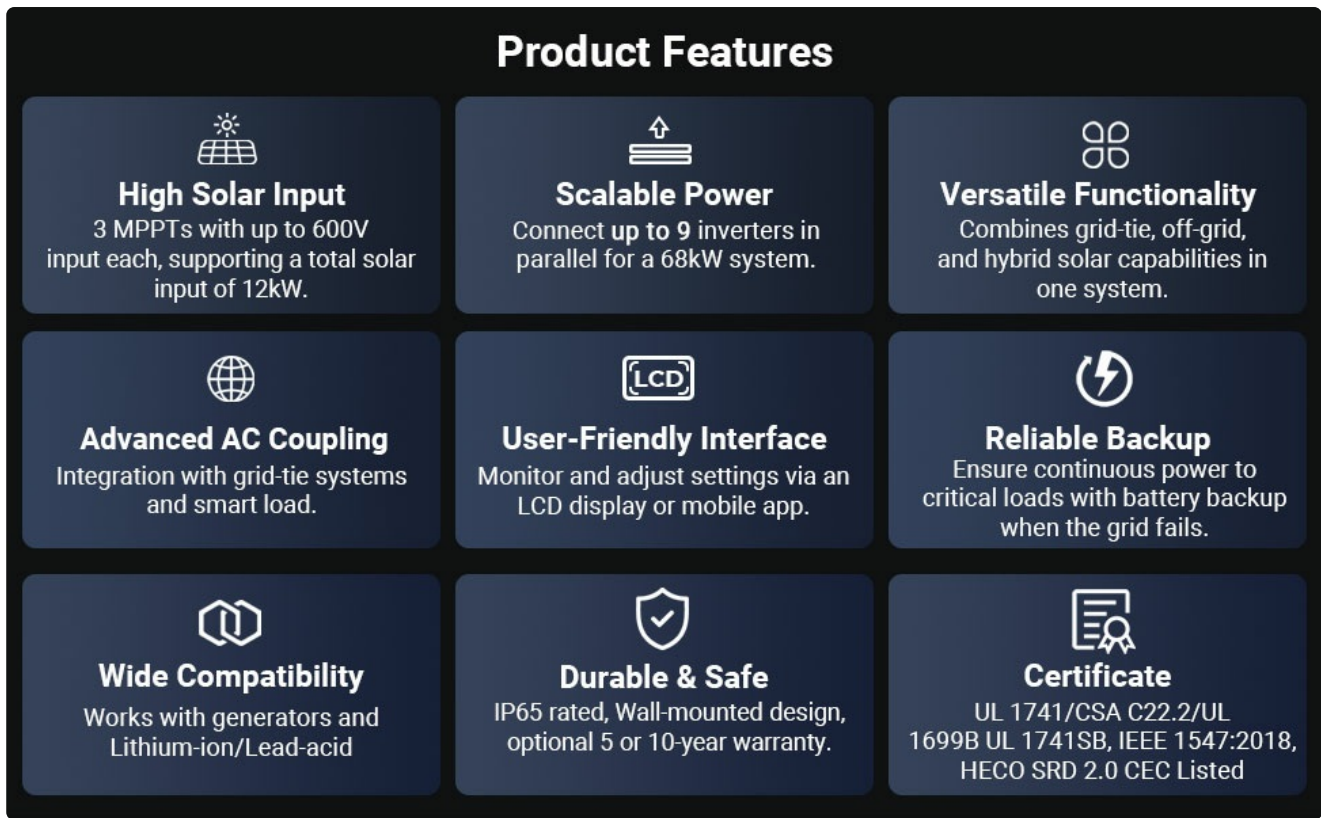 Product Features
High Solar Input
3 MPPTs with up to 600V
input each, supporting a total solar
input of 12kW.
Scalable Power
Connect up to 9 inverters in
parallel for a 68kW system.
Versatile Functionality
Combines grid-tie, off-grid,
and hybrid solar capabilities in
one system.
Advanced AC Coupling
Integration with grid-tie systems
and smart load.
LCD
User-Friendly Interface
Monitor and adjust settings via an
LCD display or mobile app.
Reliable Backup
Ensure continuous power to
critical loads with battery backup
when the grid fails.
Wide Compatibility
Works with generators and
Lithium-ion/Lead-acid
Durable & Safe
IP65 rated, Wall-mounted design,
optional 5 or 10-year warranty.
Certificate
UL 1741/CSA C22.2/UL
1699B UL 1741SB, IEEE 1547:2018,
HECO SRD 2.0 CEC Listed